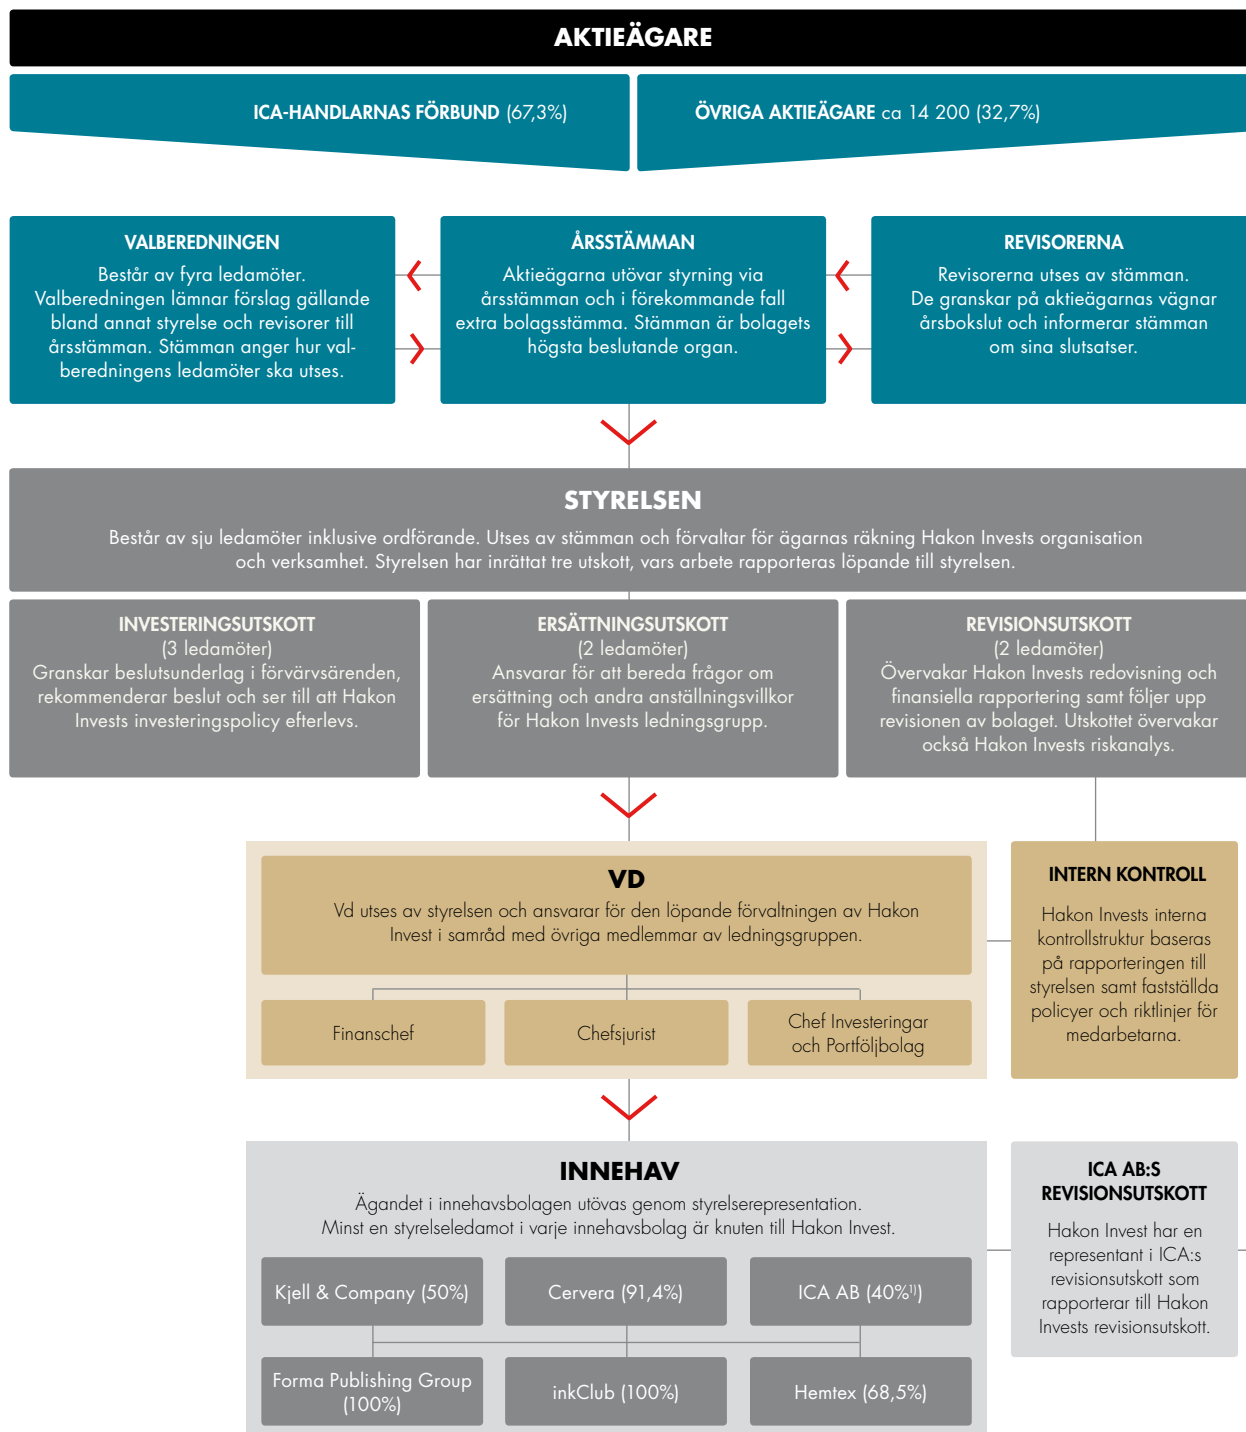 AKTIEÄGARE
ICA-HANDLARNAS FÖRBUND (67,3%)
ÖVRIGA AKTIEÄGARE ca 14 200 (32,7%)
VALBEREDNINGEN
Består av fyra ledamöter.
Valberedningen lämnar förslag gällande
bland annat styrelse och revisorer till
årsstämman. Stämman anger hur val-
beredningens ledamöter ska utses.
ÅRSSTÄMMAN
Aktieägarna utövar styrning via
årsstämman och i förekommande fall
extra bolagsstämma. Stämman är bolagets
högsta beslutande organ.
REVISORERNA
Revisorerna utses av stämman.
De granskar på aktieägarnas vägnar
årsbokslut och informerar stämman
om sina slutsatser.
STYRELSEN
Består av sju ledamöter inklusive ordförande. Utses av stämman och förvaltar för ägarnas räkning Hakon Invests organisation
och verksamhet. Styrelsen har inrättat tre utskott, vars arbete rapporteras löpande till styrelsen.
INVESTERINGSUTSKOTT
(3 ledamöter)
Granskar beslutsunderlag i förvärvsärenden,
rekommenderar beslut och ser till att Hakon
Invests investeringspolicy efterlevs.
ERSÄTTNINGSUTSKOTT
(2 ledamöter)
Ansvarar för att bereda frågor om
ersättning och andra anställningsvillkor
för Hakon Invests ledningsgrupp.
REVISIONSUTSKOTT
(2 ledamöter)
Övervakar Hakon Invests redovisning och
finansiella rapportering samt följer upp
revisionen av bolaget. Utskottet övervakar
också Hakon Invests riskanalys.
VD
Vd utses av styrelsen och ansvarar för den löpande förvaltningen av Hakon
Invest i samråd med övriga medlemmar av ledningsgruppen.
Finanschef
Chefsjurist
Chef Investeringar
och Portföljbolag
INTERN KONTROLL
Hakon Invests interna
kontrollstruktur baseras
på rapporteringen till
styrelsen samt fastställda
policyer och riktlinjer för
medarbetarna.
INNEHAV
Ägandet i innehavsbolagen utövas genom styrelserepresentation.
Minst en styrelseledamot i varje innehavsbolag är knuten till Hakon Invest.
Kjell & Company (50%)
Cervera (91,4%)
ICA AB (40%¹⁾)
Forma Publishing Group
(100%)
inkClub (100%)
Hemtex (68,5%)
ICA AB:S
REVISIONSUTSKOTT
Hakon Invest har en
representant i ICA:s
revisionsutskott som
rapporterar till Hakon
Invests revisionsutskott.